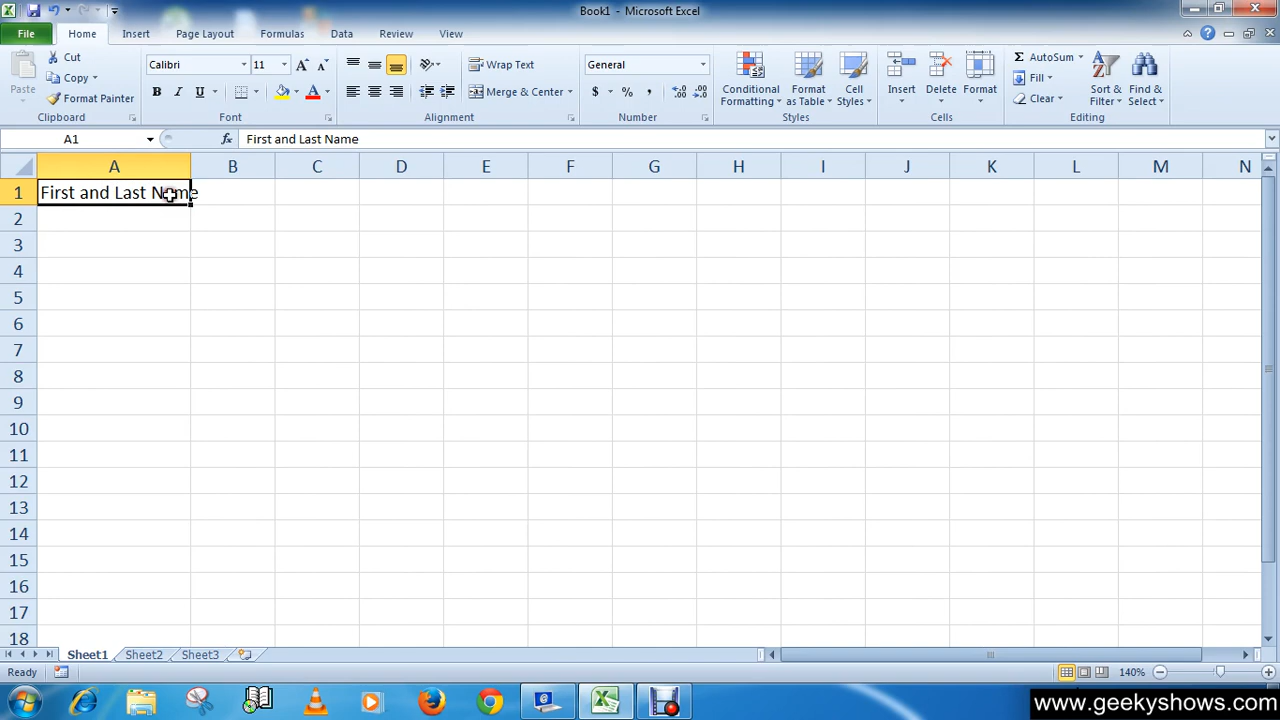 Book1 - Microsoft Excel
File Home Insert Page Layout Formulas Data Review View
Cut
Copy
Format Painter
Paste
Clipboard
Calibri 11
B I U
Font
Wrap Text
Merge & Center
Alignment
General
$ % ,
Number
Conditional Formatting
Format as Table
Cell Styles
Styles
Insert Delete Format
Cells
AutoSum
Fill
Clear
Sort & Filter
Find & Select
Editing
A1 fx First and Last Name
A B C D E F G H I J K L M N
1 First and Last Name
2
3
4
5
6
7
8
9
10
11
12
13
14
15
16
17
18
Sheet1 Sheet2 Sheet3
Ready 140%
www.geekyshows.com